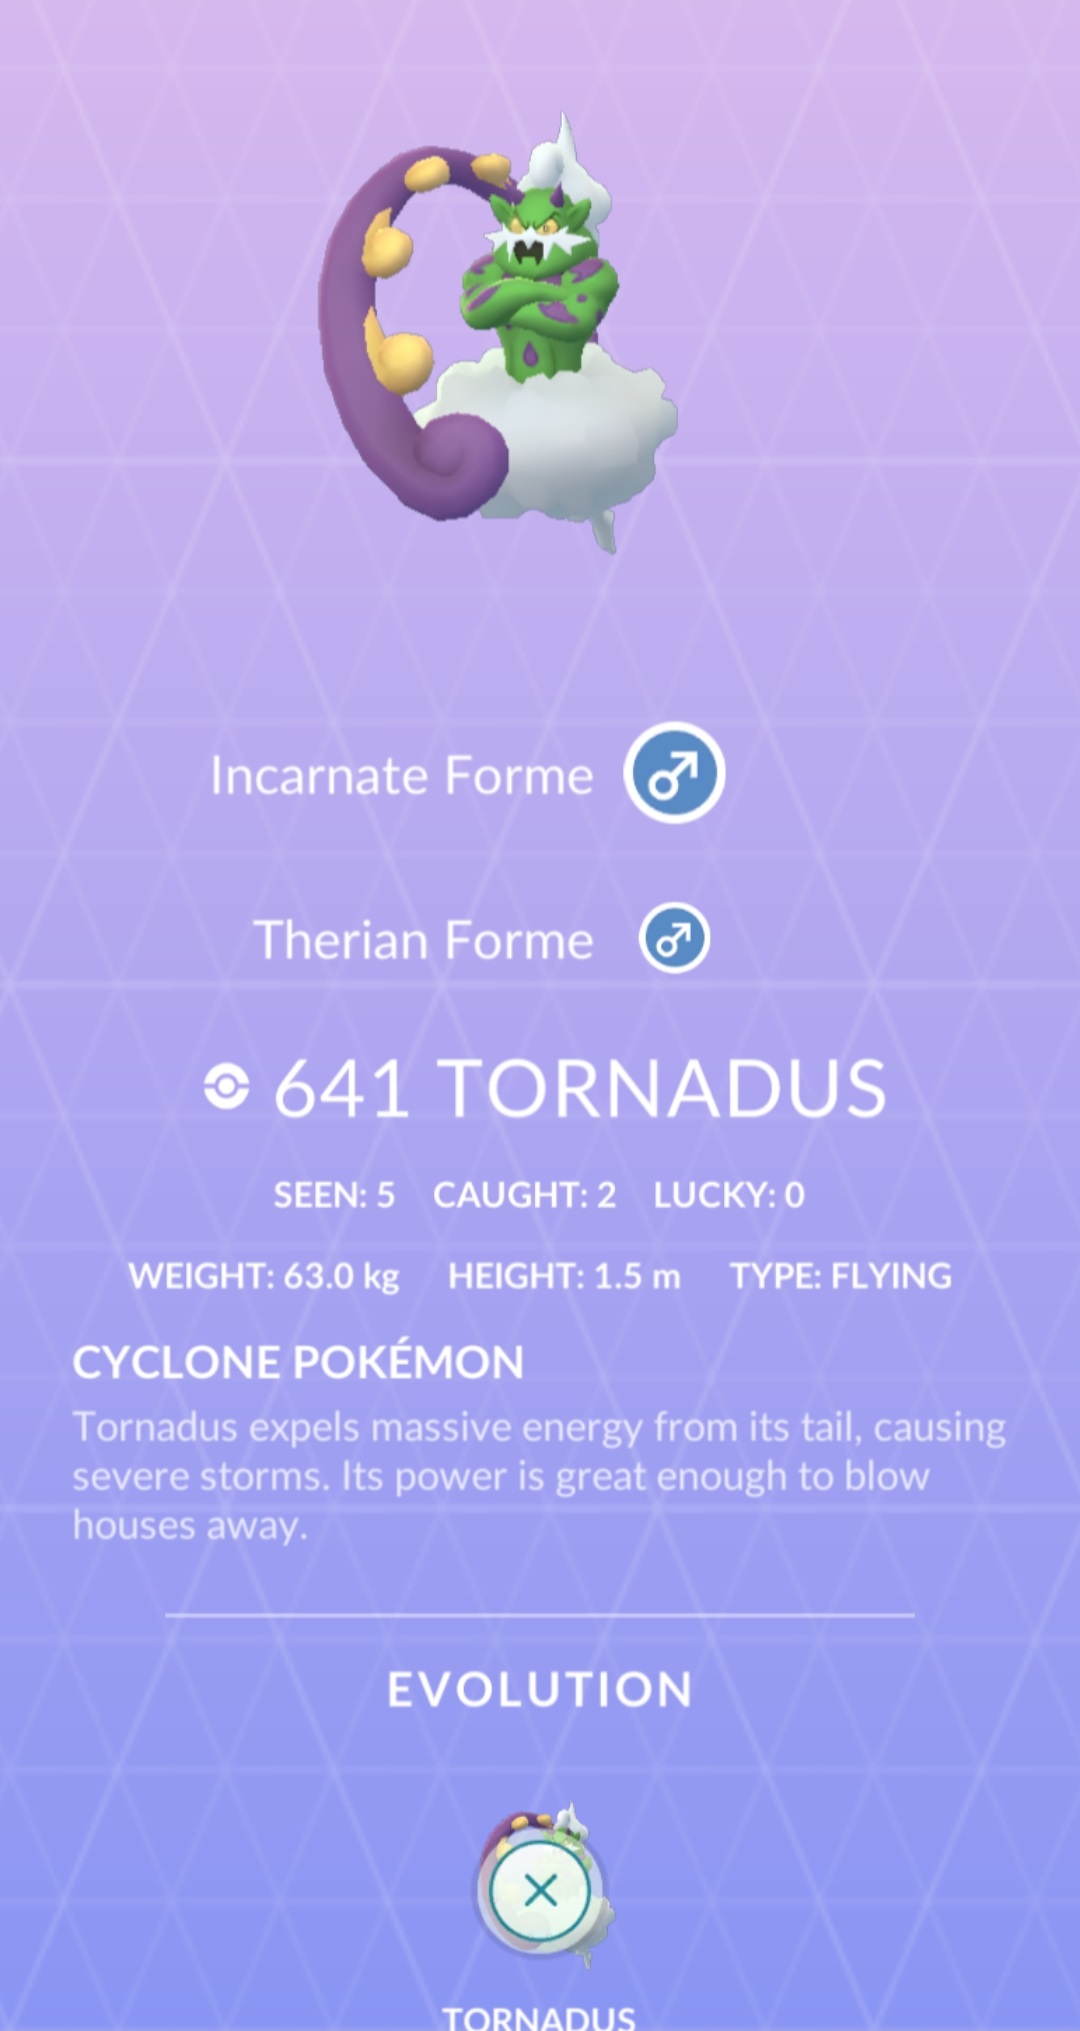 Incarnate Forme
Therian Forme
641 TORNADUS
SEEN: 5 CAUGHT: 2 LUCKY: 0
WEIGHT: 63.0 kg HEIGHT: 1.5 m TYPE: FLYING
CYCLONE POKÉMON
Tornadus expels massive energy from its tail, causing
severe storms. Its power is great enough to blow
houses away.
EVOLUTION
TORNADUS